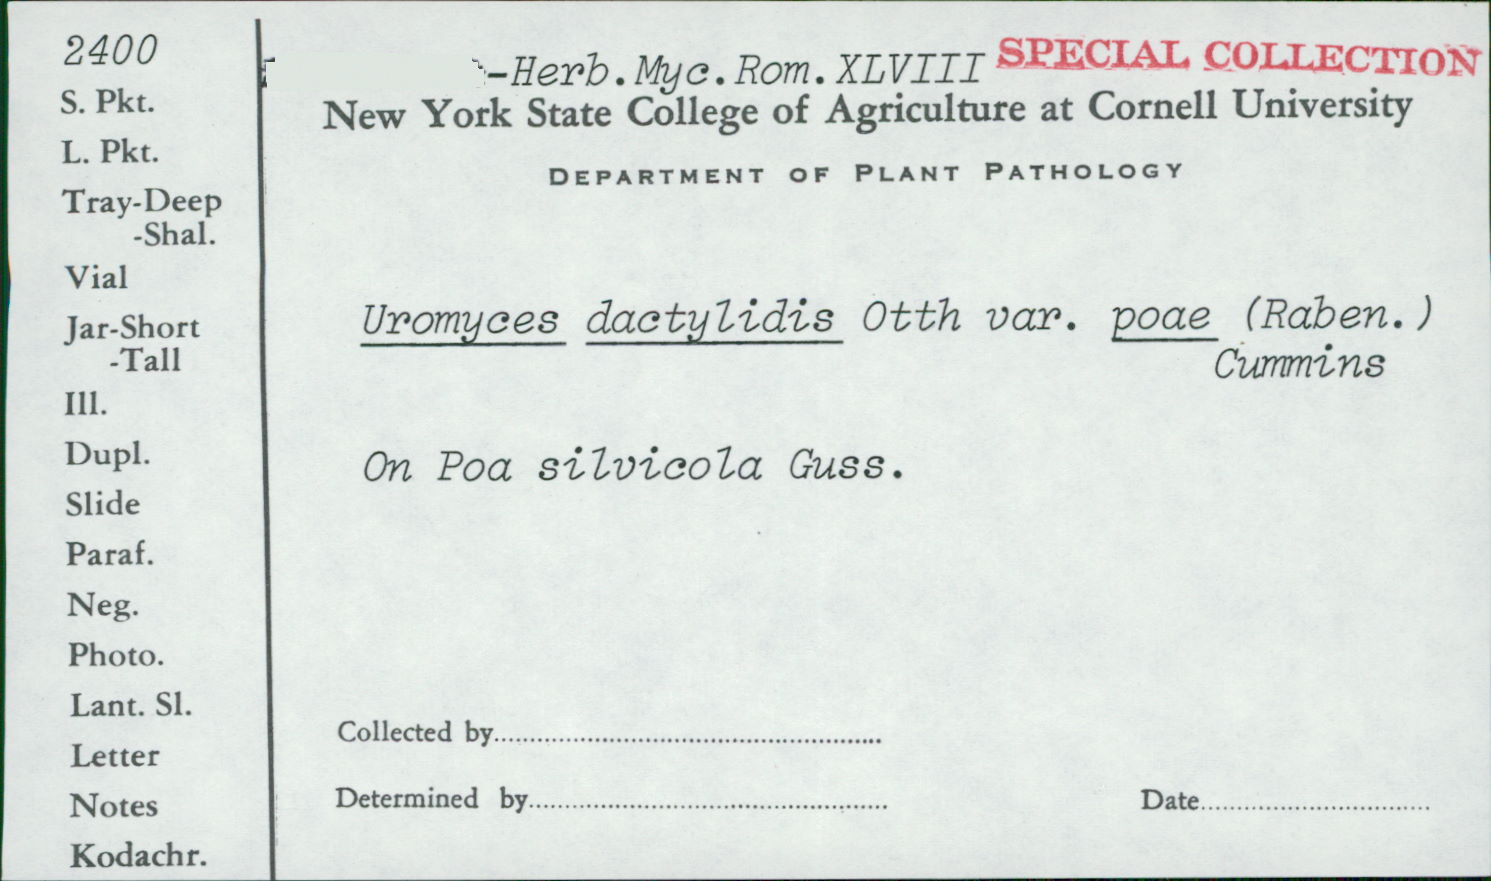 2400
-Herb.Myc.Rom.XLVIII SPECIAL COLLECTION
New York State College of Agriculture at Cornell University
DEPARTMENT OF PLANT PATHOLOGY
S. Pkt.
L. Pkt.
Tray-Deep
-Shal.
Vial
Jar-Short
-Tall
Ill.
Dupl.
Slide
Paraf.
Neg.
Photo.
Lant. Sl.
Letter
Notes
Kodachr.
Uromyces dactylidis Otth var. poae (Raben.)
Cummins
On Poa silvicola Guss.
Collected by
Determined by
Date